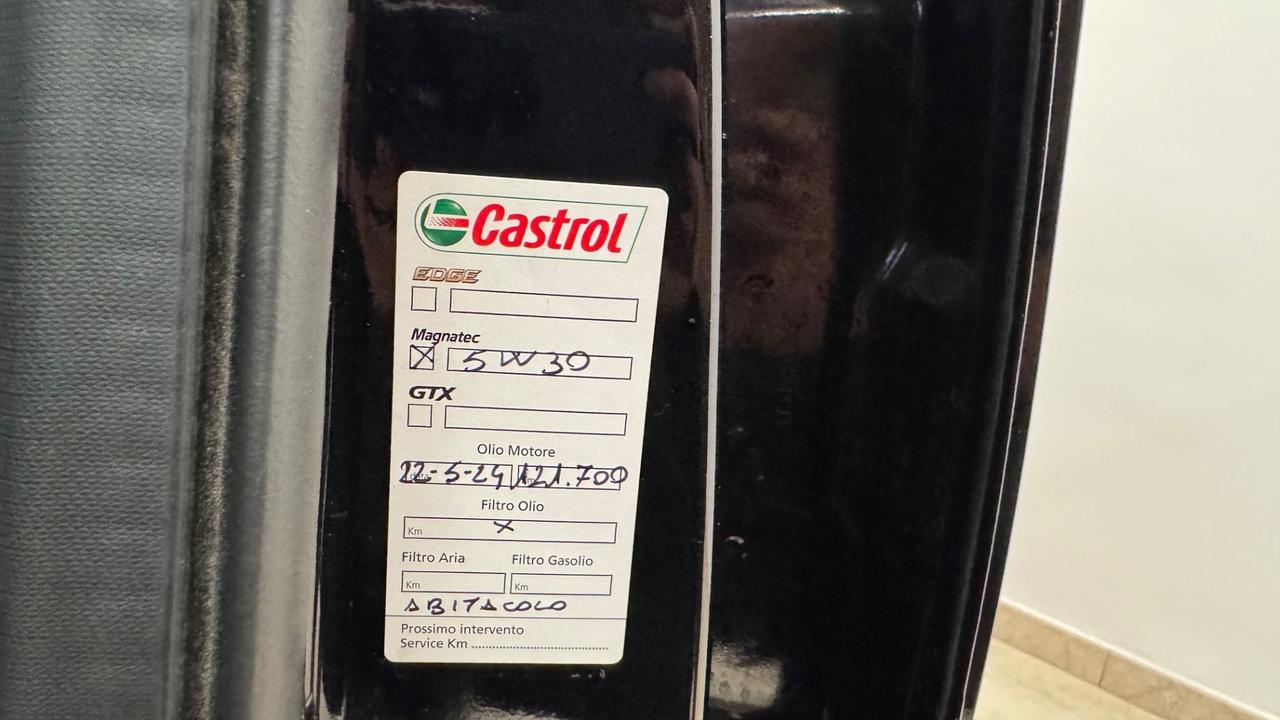 Castrol
EDGE
Magnatec
5W30
GTX
Olio Motore
22-5-24 121.700
Filtro Olio
Km x
Filtro Aria Filtro Gasolio
Km Km
ABITACOLO
Prossimo intervento
Service Km ........................................